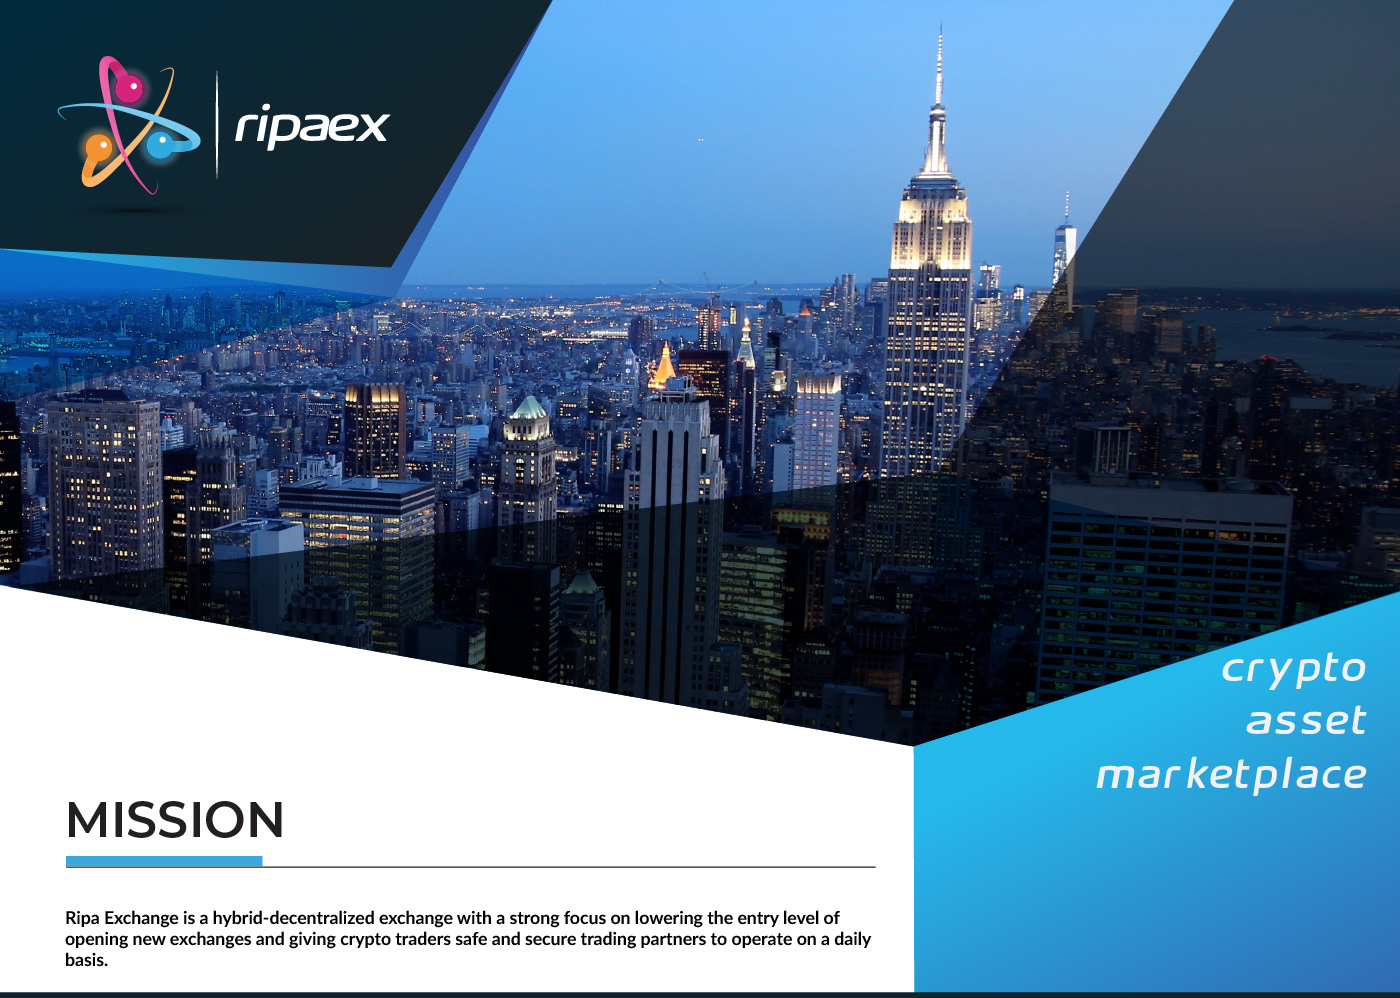 ripaex
crypto
asset
marketplace
MISSION
Ripa Exchange is a hybrid-decentralized exchange with a strong focus on lowering the entry level of
opening new exchanges and giving crypto traders safe and secure trading partners to operate on a daily
basis.